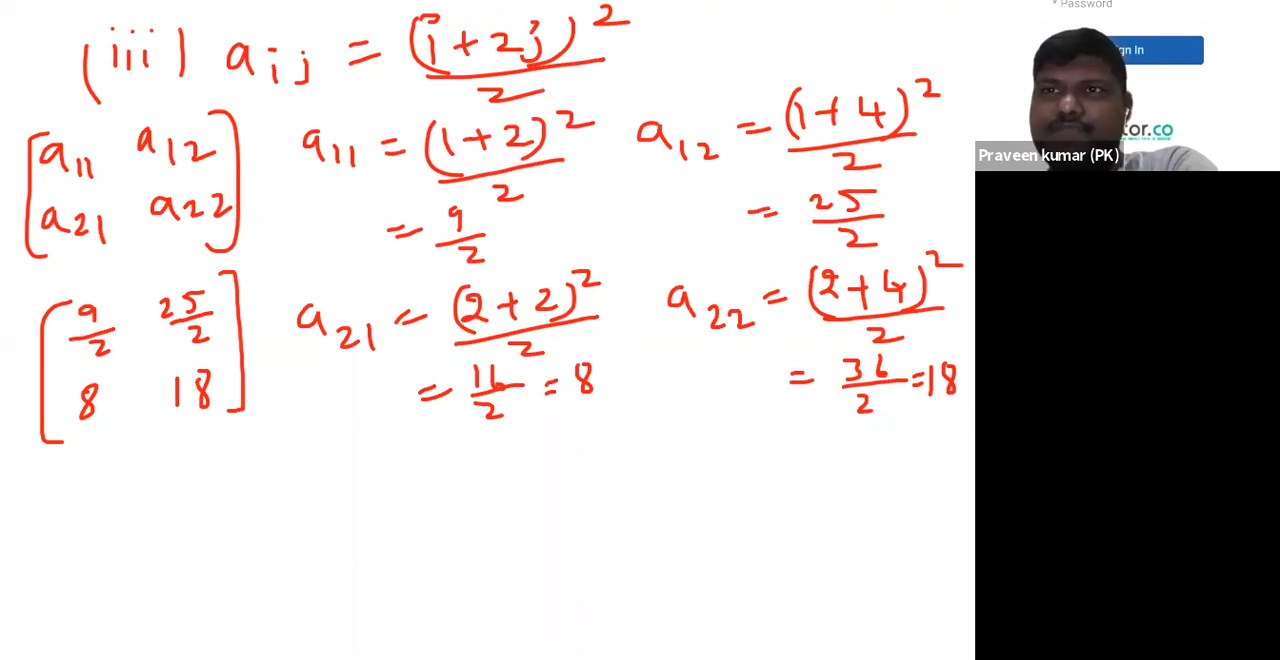 * Password
gn In
tor.co
Praveen kumar (PK)
(iii) aij = (i+2j)²/2
[a11 a12
a21 a22]
a11 = (1+2)²/2
= 9/2
a12 = (1+4)²/2
= 25/2
[9/2 25/2
8 18]
a21 = (2+2)²/2
= 16/2 = 8
a22 = (2+4)²/2
= 36/2 = 18